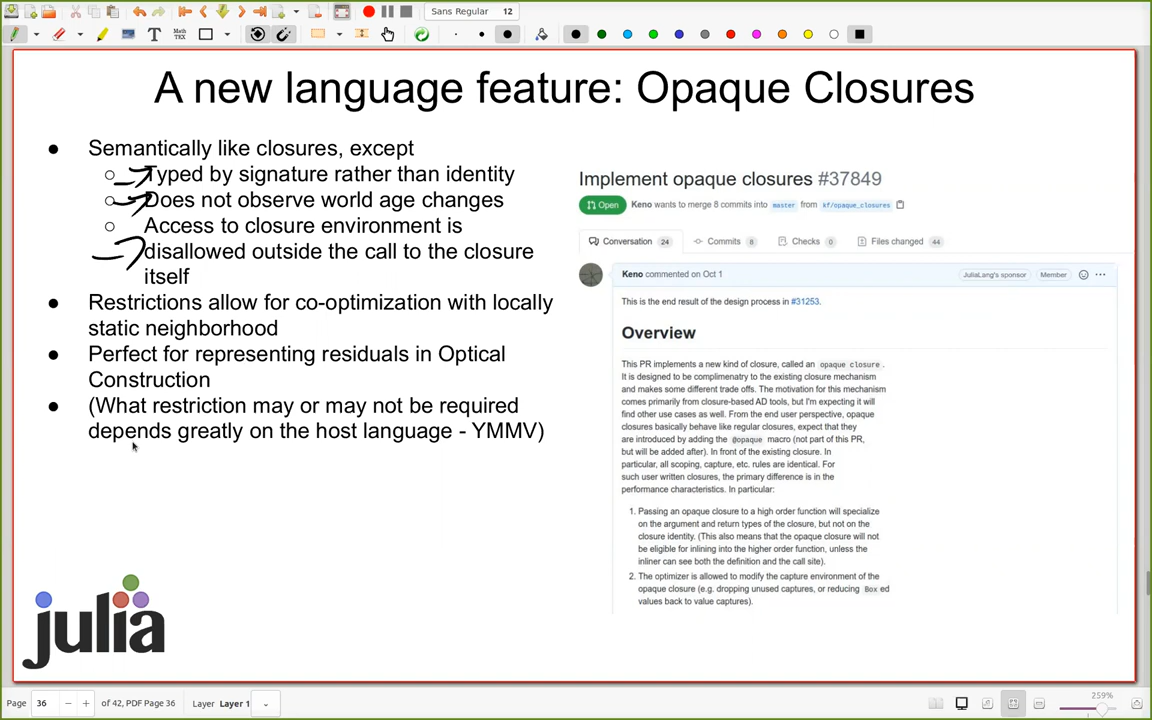 Sans Regular 12
Math
TEX
A new language feature: Opaque Closures
● Semantically like closures, except
○ Typed by signature rather than identity
○ Does not observe world age changes
○ Access to closure environment is
disallowed outside the call to the closure
itself
● Restrictions allow for co-optimization with locally
static neighborhood
● Perfect for representing residuals in Optical
Construction
● (What restriction may or may not be required
depends greatly on the host language - YMMV)
Implement opaque closures #37849
Open Keno wants to merge 8 commits into master from kf/opaque_closures
Conversation 24 Commits 8 Checks 0 Files changed 44
Keno commented on Oct 1 JuliaLang's sponsor Member
This is the end result of the design process in #31253.
Overview
This PR implements a new kind of closure, called an opaque closure .
It is designed to be complimenatry to the existing closure mechanism
and makes some different trade offs. The motivation for this mechanism
comes primarily from closure-based AD tools, but I'm expecting it will
find other use cases as well. From the end user perspective, opaque
closures basically behave like regular closures, expect that they
are introduced by adding the @opaque macro (not part of this PR,
but will be added after). In front of the existing closure. In
particular, all scoping, capture, etc. rules are identical. For
such user written closures, the primary difference is in the
performance characteristics. In particular:
1. Passing an opaque closure to a high order function will specialize
on the argument and return types of the closure, but not on the
closure identity. (This also means that the opaque closure will not
be eligible for inlining into the higher order function, unless the
inliner can see both the definition and the call site).
2. The optimizer is allowed to modify the capture environment of the
opaque closure (e.g. dropping unused captures, or reducing Box ed
values back to value captures).
julia
Page 36 of 42, PDF Page 36 Layer Layer 1 259%